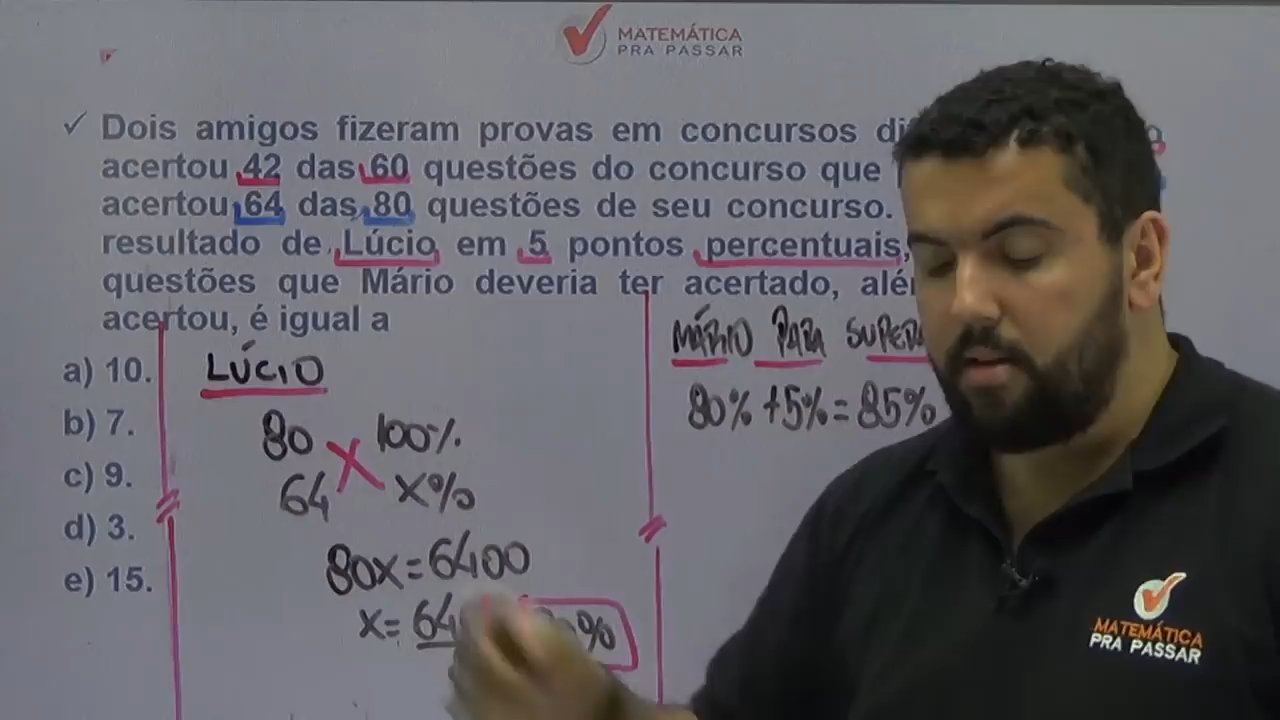 MATEMÁTICA
PRA PASSAR
✓ Dois amigos fizeram provas em concursos
acertou 42 das 60 questões do concurso que
acertou 64 das 80 questões de seu concurso.
resultado de Lúcio em 5 pontos percentuais,
questões que Mário deveria ter acertado,
acertou, é igual a
a) 10.
b) 7.
c) 9.
d) 3.
e) 15.
LÚCIO
80 100%
64 X%
80X=6400
X=
MÁRIO PARA
80% +5% = 85%
MATEMÁTICA
PRA PASSAR